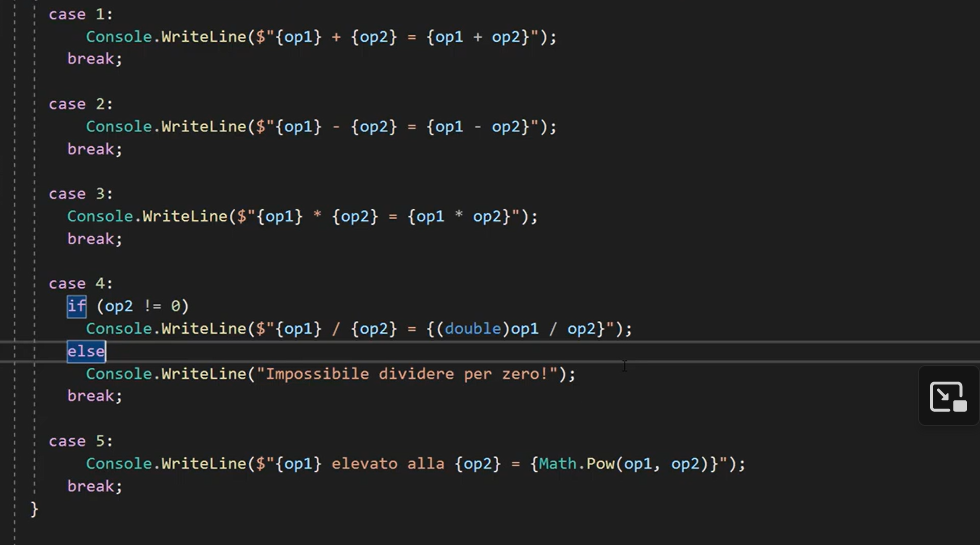 case 1:
Console.WriteLine($"{op1} + {op2} = {op1 + op2}");
break;
case 2:
Console.WriteLine($"{op1} - {op2} = {op1 - op2}");
break;
case 3:
Console.WriteLine($"{op1} * {op2} = {op1 * op2}");
break;
case 4:
if (op2 != 0)
Console.WriteLine($"{op1} / {op2} = {(double)op1 / op2}");
else
Console.WriteLine("Impossibile dividere per zero!");
break;
case 5:
Console.WriteLine($"{op1} elevato alla {op2} = {Math.Pow(op1, op2)}");
break;
}